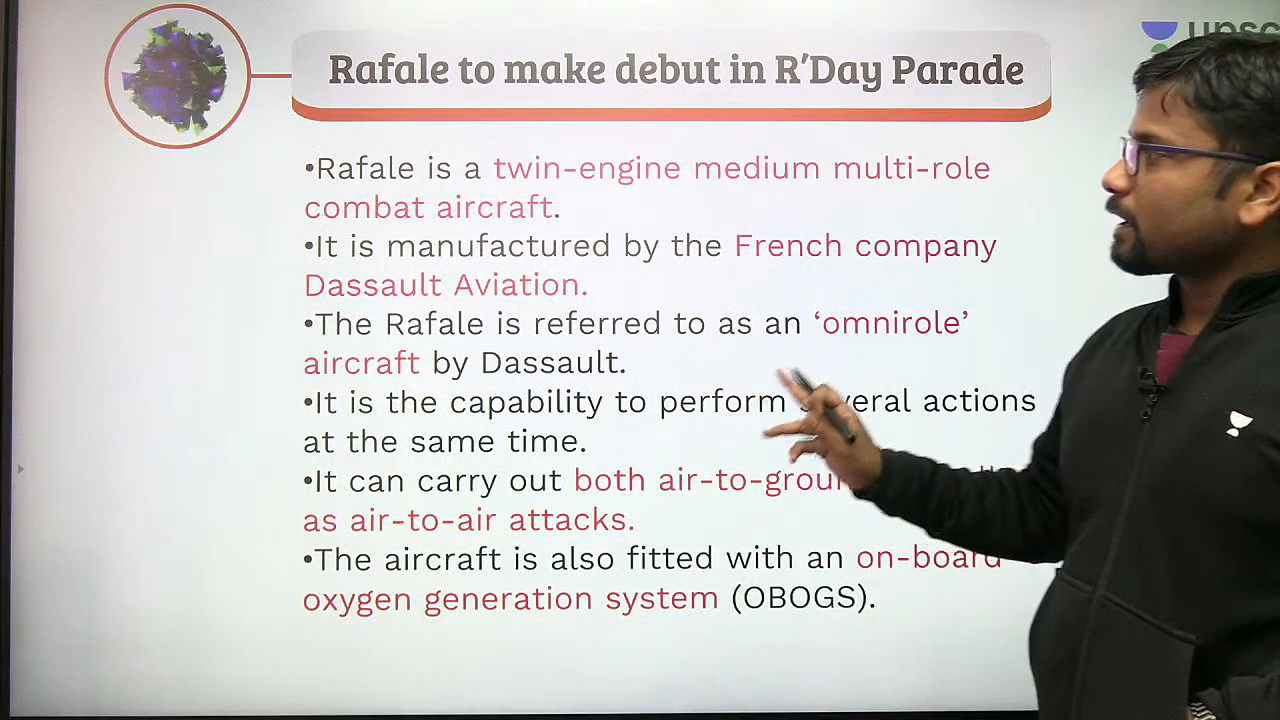 upsc
Rafale to make debut in R’Day Parade
•Rafale is a twin-engine medium multi-role
combat aircraft.
•It is manufactured by the French company
Dassault Aviation.
•The Rafale is referred to as an ‘omnirole’
aircraft by Dassault.
•It is the capability to perform several actions
at the same time.
•It can carry out both air-to-ground
as air-to-air attacks.
•The aircraft is also fitted with an on-board
oxygen generation system (OBOGS).